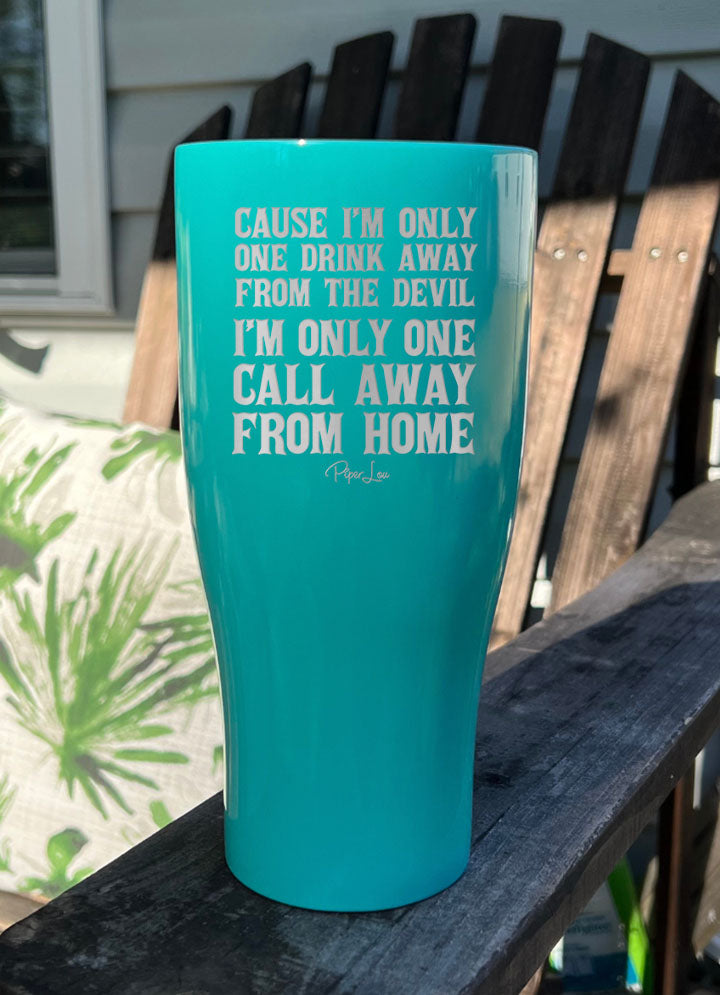 CAUSE I'M ONLY
ONE DRINK AWAY
FROM THE DEVIL
I'M ONLY ONE
CALL AWAY
FROM HOME
Piper Lou